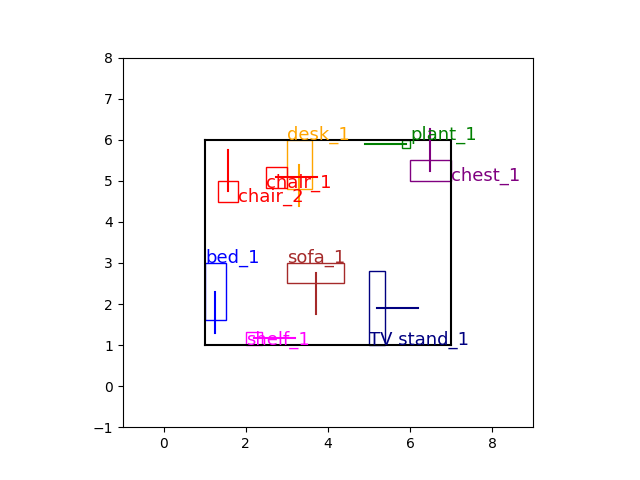 8
7
6
5
4
3
2
1
0
−1
desk_1
plant_1
chair_1
chest_1
chair_2
bed_1
sofa_1
shelf_1
TV stand_1
0 2 4 6 8